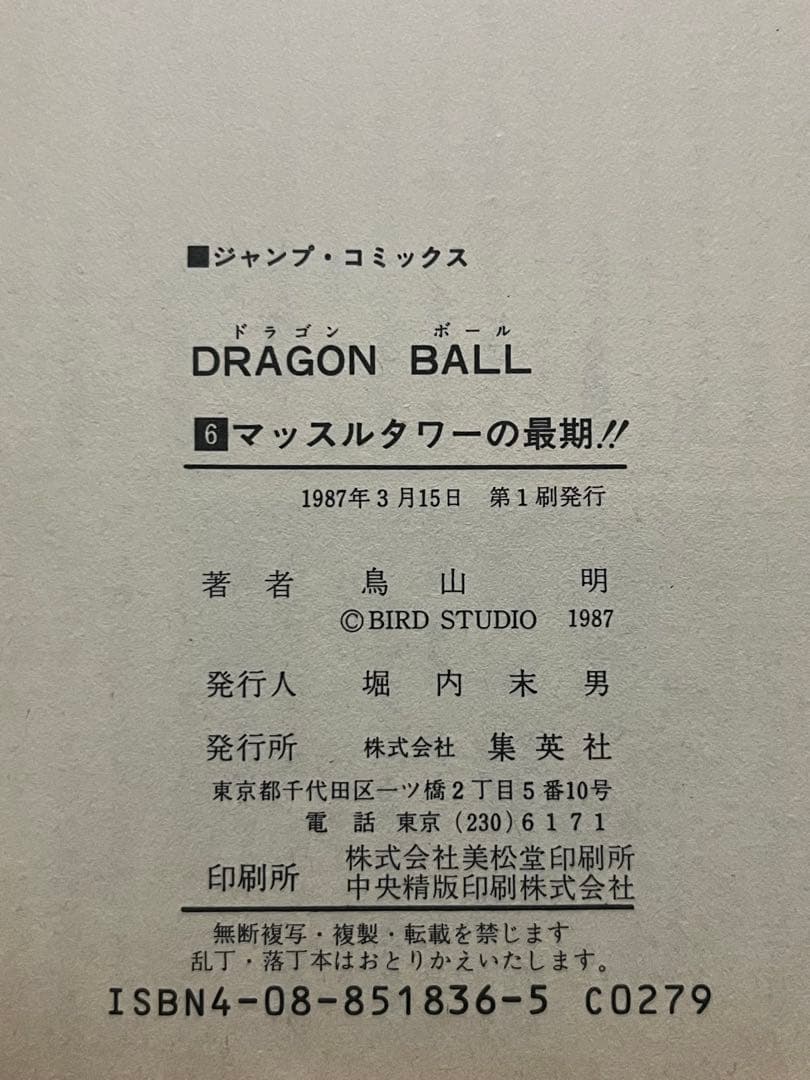 ■ジャンプ・コミックス
ドラゴン ボール
DRAGON BALL
6 マッスルタワーの最期!!
1987年3月15日 第1刷発行
著者 鳥山 明
©BIRD STUDIO 1987
発行人 堀内末男
発行所 株式会社 集英社
東京都千代田区一ツ橋2丁目5番10号
電話 東京(230)6171
印刷所 株式会社美松堂印刷所
中央精版印刷株式会社
無断複写・複製・転載を禁じます
乱丁・落丁本はおとりかえいたします。
ISBN4-08-851836-5 C0279